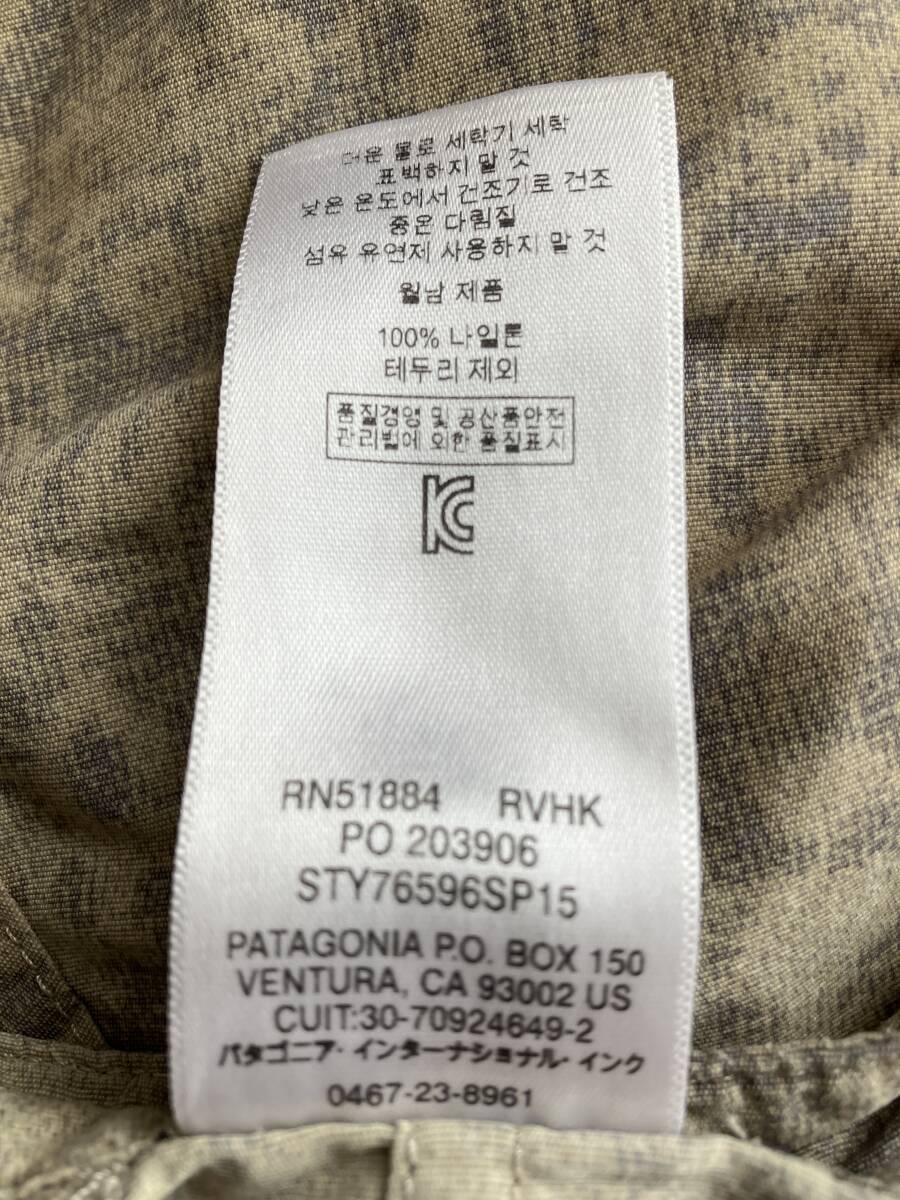 더운 물로 세탁기 세탁
표백하지 말 것
낮은 온도에서 건조기로 건조
중온 다림질
섬유 유연제 사용하지 말 것
월남 제품
100% 나일론
테두리 제외
품질경영 및 공산품안전
관리법에 의한 품질표시
KC
RN51884 RVHK
PO 203906
STY76596SP15
PATAGONIA P.O. BOX 150
VENTURA, CA 93002 US
CUIT:30-70924649-2
パタゴニア・インターナショナル・インク
0467-23-8961